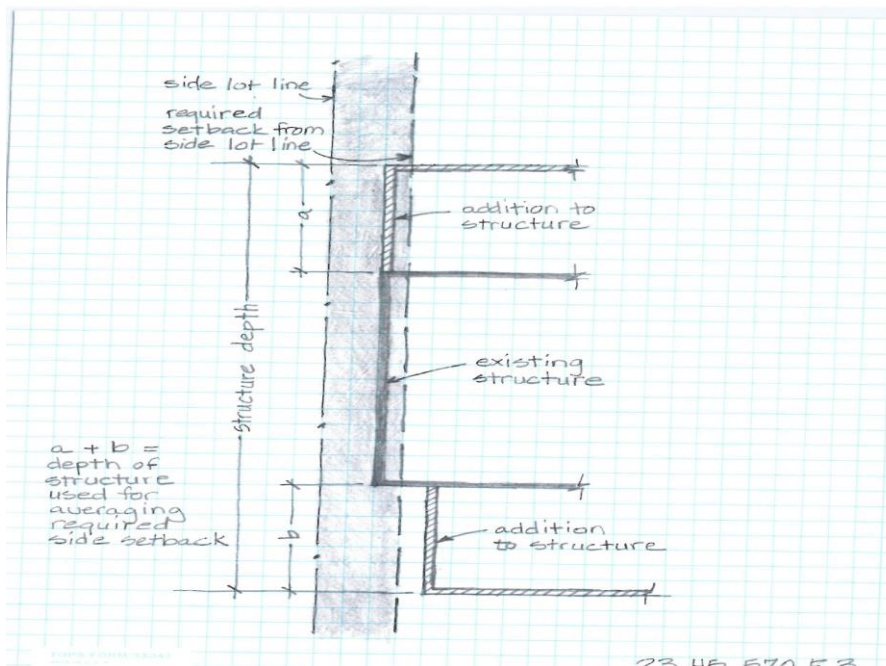 side lot line
required
setback from
side lot line
a
addition to
structure
structure depth
existing
structure
a + b =
depth of
structure
used for
averaging
required
side setback
b
addition
to structure